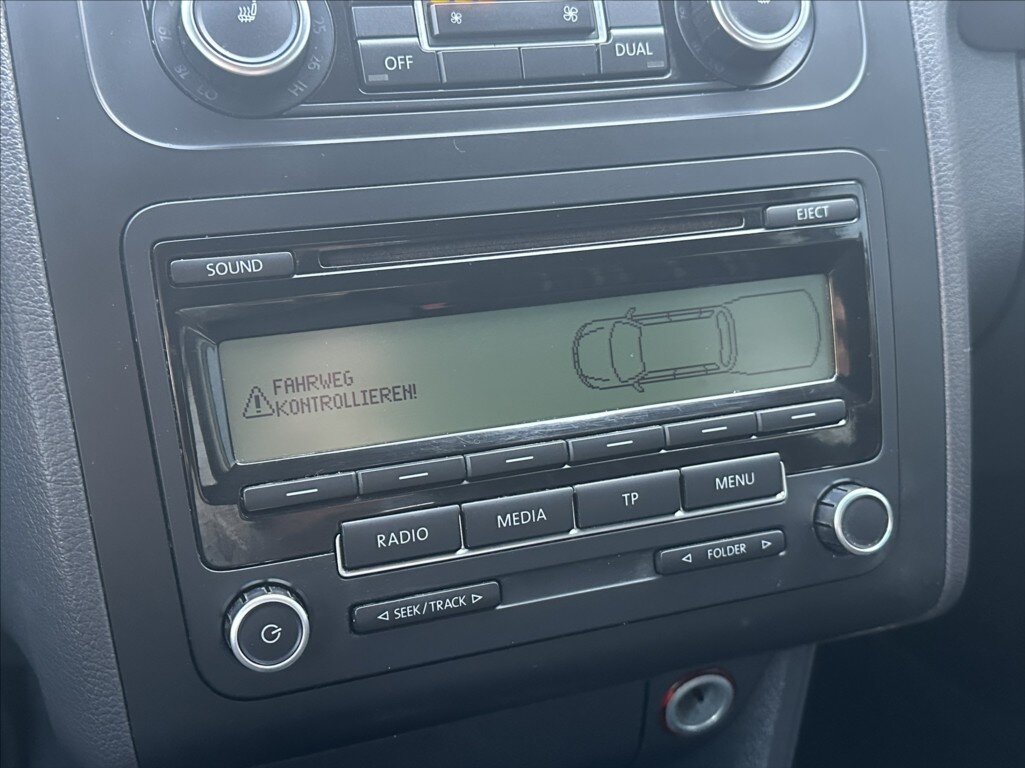 OFF
DUAL
EJECT
SOUND
FAHRWEG
KONTROLLIEREN!
RADIO
MEDIA
TP
MENU
SEEK/TRACK
FOLDER